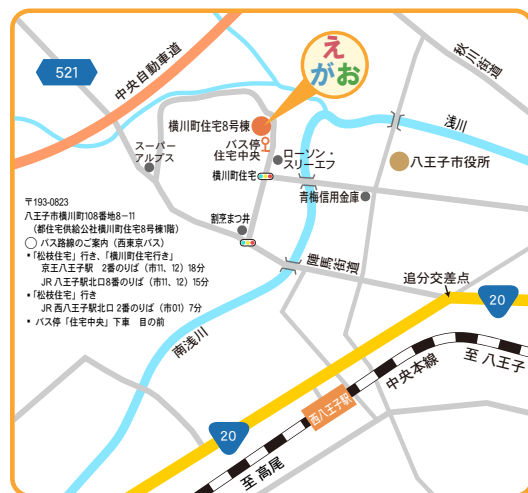 521
中央自動車道
えがお
秋川街道
浅川
横川町住宅8号棟
バス停
住宅中央
スーパー
アルプス
ローソン・
スリーエフ
八王子市役所
横川町住宅
青梅信用金庫
割烹まつ井
陣馬街道
追分交差点
20
〒193-0823
八王子市横川町108番地8-11
(都住宅供給公社横川町住宅8号棟1階)
◯ バス路線のご案内(西東京バス)
▪「松枝住宅」行き、「横川町住宅行き」
京王八王子駅 2番のりば(市11、12)18分
JR 八王子駅北口8番のりば(市11、12)15分
▪「松枝住宅」行き
JR 西八王子駅北口 2番のりば(市01)7分
▪ バス停「住宅中央」下車 目の前
南浅川
中央本線
至 八王子
西八王子駅
20
至 高尾